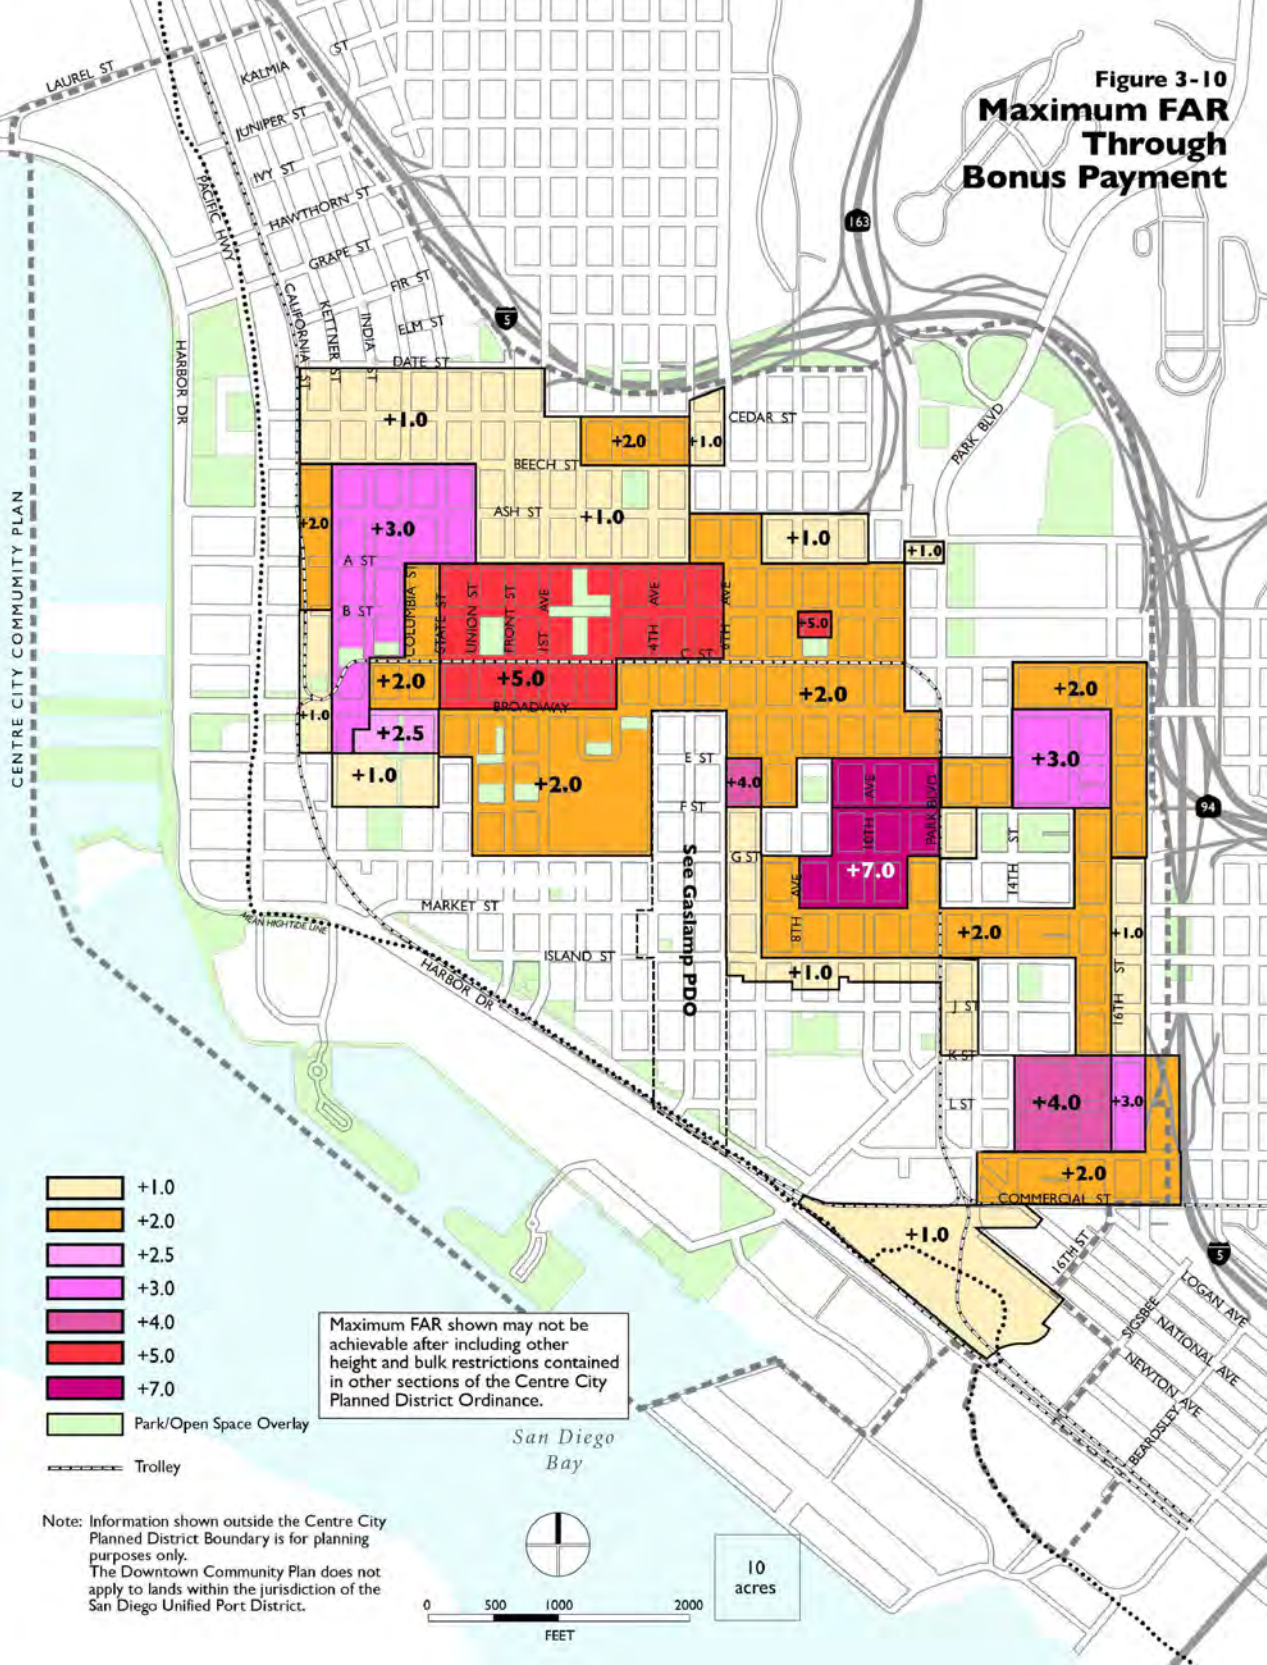 Figure 3-10
Maximum FAR
Through
Bonus Payment
ST
LAUREL ST
KALMIA
JUNIPER ST
IVY ST
HAWTHORN ST
GRAPE ST
FIR ST
ELM ST
DATE ST
PACIFIC HWY
CALIFORNIA ST
KETTNER ST
INDIA ST
HARBOR DR
163
5
CEDAR ST
PARK BLVD
+1.0
+2.0
+1.0
BEECH ST
ASH ST
+1.0
+2.0
+3.0
A ST
+1.0
+1.0
B ST
COLUMBIA ST
STATE ST
UNION ST
FRONT ST
1ST AVE
4TH AVE
6TH AVE
+5.0
C ST
+2.0
+5.0
BROADWAY
+2.0
+2.0
+1.0
+2.5
+3.0
+1.0
+2.0
E ST
+4.0
F ST
10TH AVE
PARK BLVD
94
G ST
14TH ST
+7.0
See Gaslamp PDO
8TH AVE
MARKET ST
+2.0
+1.0
MEAN HIGH TIDE LINE
ISLAND ST
HARBOR DR
+1.0
16TH ST
J ST
K ST
L ST
+4.0
+3.0
+2.0
COMMERCIAL ST
+1.0
16TH ST
5
LOGAN AVE
SIGSBEE
NATIONAL AVE
NEWTON AVE
BEARDSLEY
CENTRE CITY COMMUNITY PLAN
+1.0
+2.0
+2.5
+3.0
+4.0
+5.0
+7.0
Park/Open Space Overlay
Trolley
Maximum FAR shown may not be
achievable after including other
height and bulk restrictions contained
in other sections of the Centre City
Planned District Ordinance.
San Diego
Bay
Note: Information shown outside the Centre City
Planned District Boundary is for planning
purposes only.
The Downtown Community Plan does not
apply to lands within the jurisdiction of the
San Diego Unified Port District.
0 500 1000 2000
FEET
10
acres